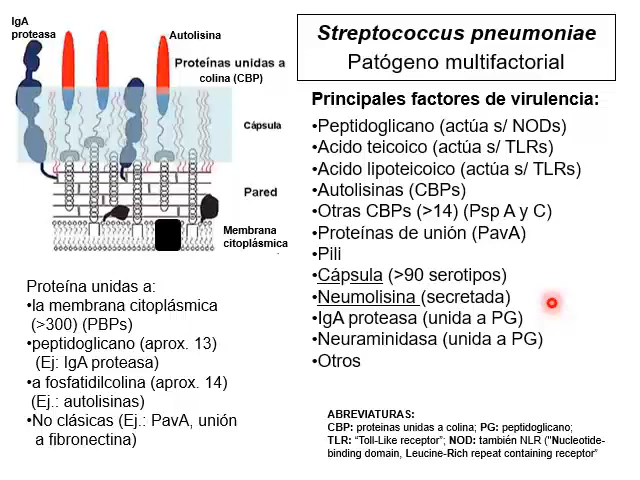 IgA
proteasa
Autolisina
Proteínas unidas a
colina (CBP)
Cápsula
Pared
Membrana
citoplásmica
Proteína unidas a:
•la membrana citoplásmica
(>300) (PBPs)
•peptidoglicano (aprox. 13)
(Ej: IgA proteasa)
•a fosfatidilcolina (aprox. 14)
(Ej.: autolisinas)
•No clásicas (Ej.: PavA, unión
a fibronectina)
Streptococcus pneumoniae
Patógeno multifactorial
Principales factores de virulencia:
•Peptidoglicano (actúa s/ NODs)
•Acido teicoico (actúa s/ TLRs)
•Acido lipoteicoico (actúa s/ TLRs)
•Autolisinas (CBPs)
•Otras CBPs (>14) (Psp A y C)
•Proteínas de unión (PavA)
•Pili
•Cápsula (>90 serotipos)
•Neumolisina (secretada)
•IgA proteasa (unida a PG)
•Neuraminidasa (unida a PG)
•Otros
ABREVIATURAS:
CBP: proteinas unidas a colina; PG: peptidoglicano;
TLR: “Toll-Like receptor”; NOD: también NLR ("Nucleotide-
binding domain, Leucine-Rich repeat containing receptor”